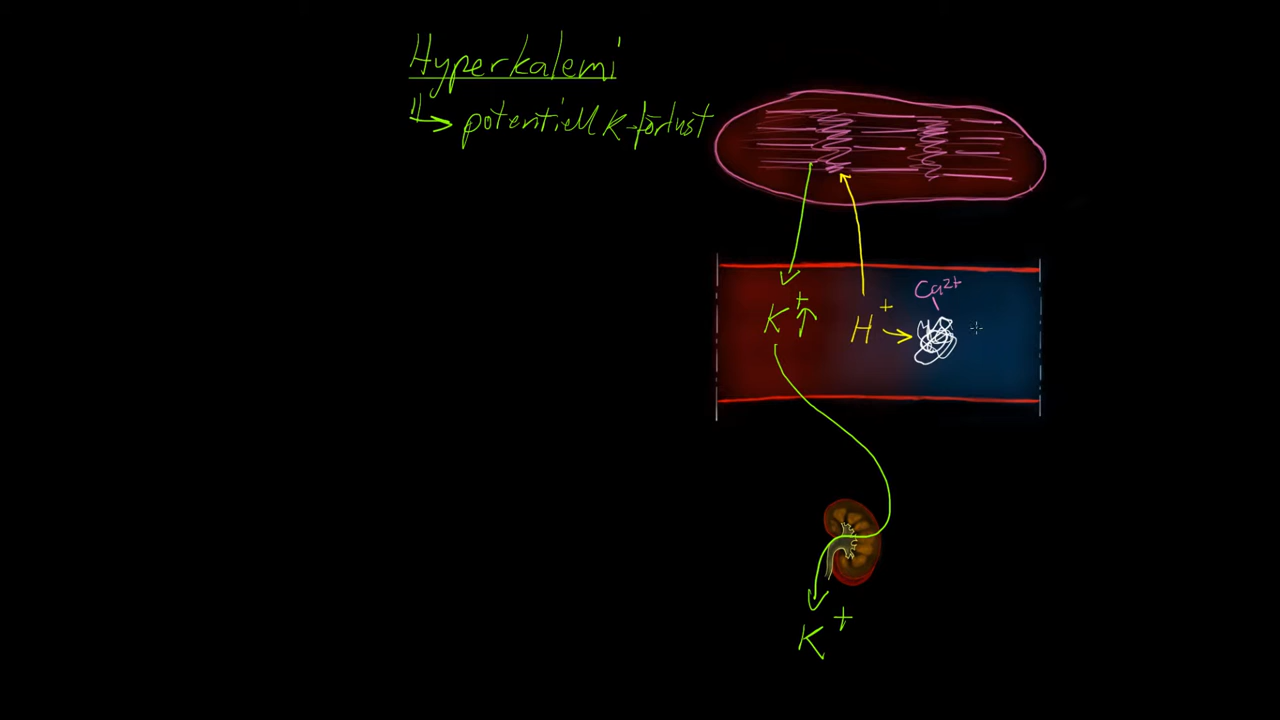 Hyperkalemi
↳ potentiell K-förlust
Ca²⁺
K⁺↑
H⁺
K⁺